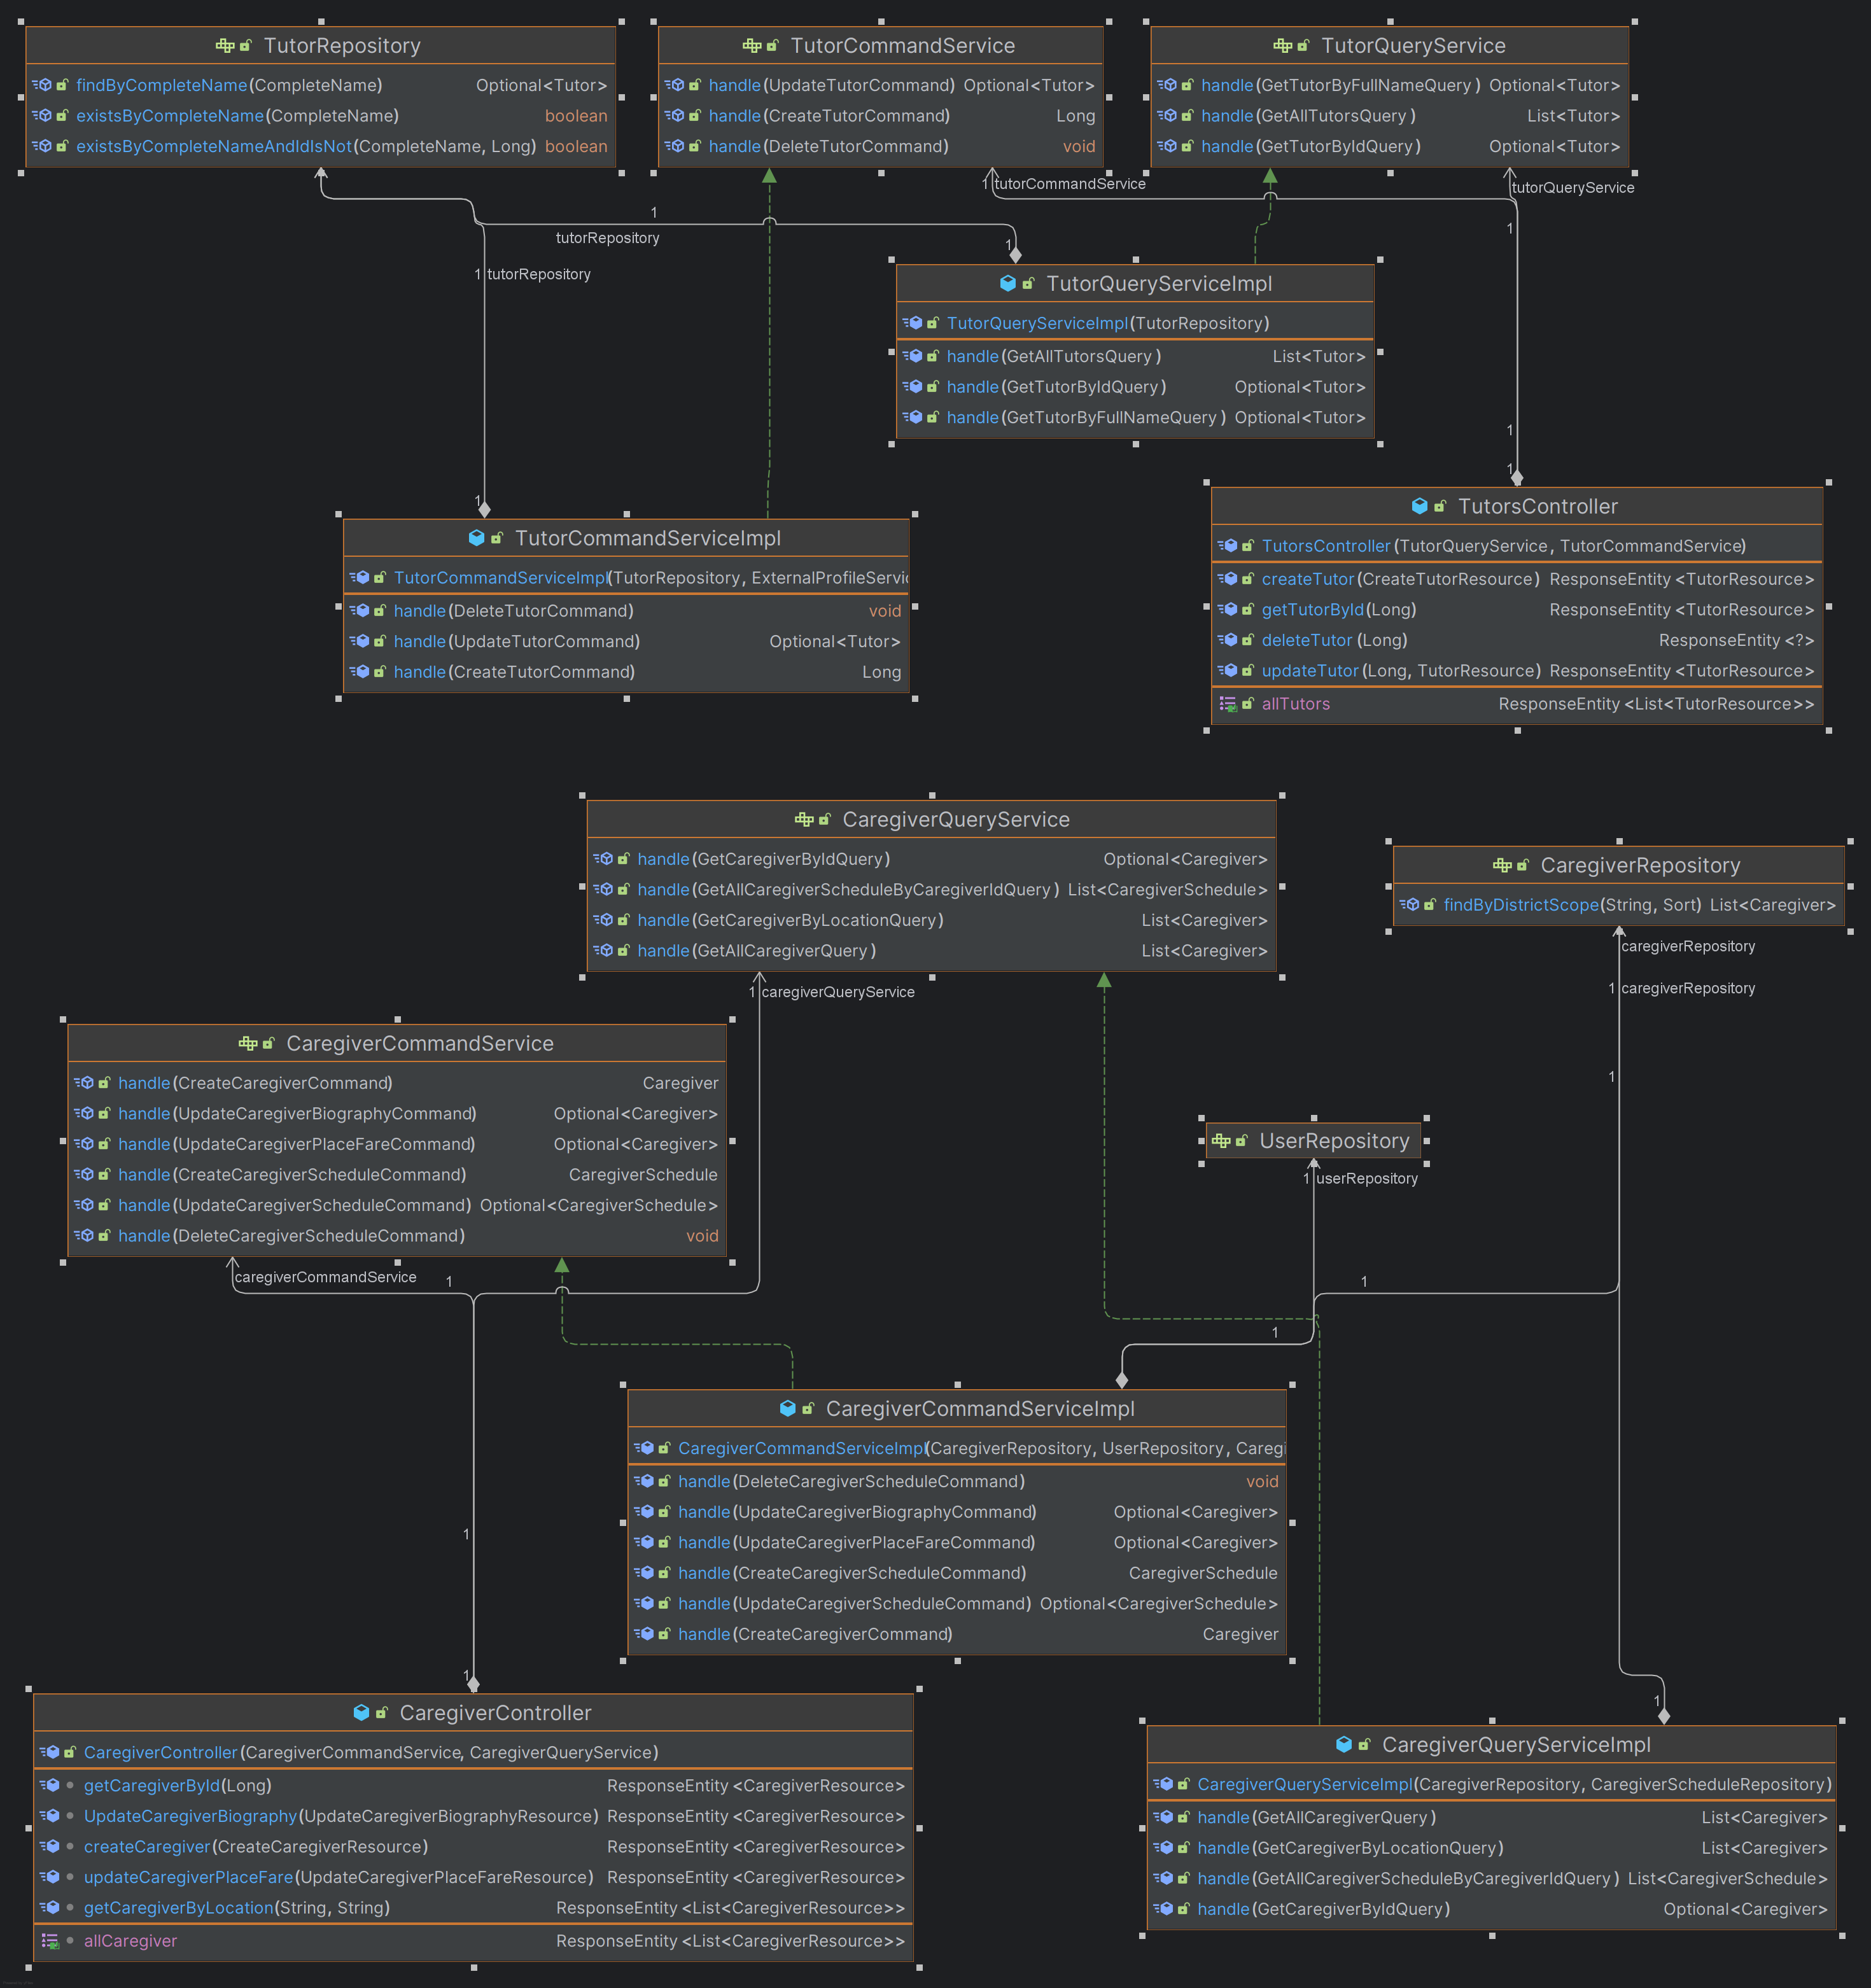 TutorRepository
findByCompleteName(CompleteName) Optional<Tutor>
existsByCompleteName(CompleteName) boolean
existsByCompleteNameAndIdIsNot(CompleteName, Long) boolean
TutorCommandService
handle(UpdateTutorCommand) Optional<Tutor>
handle(CreateTutorCommand) Long
handle(DeleteTutorCommand) void
TutorQueryService
handle(GetTutorByFullNameQuery) Optional<Tutor>
handle(GetAllTutorsQuery) List<Tutor>
handle(GetTutorByIdQuery) Optional<Tutor>
1 tutorCommandService
tutorQueryService
1
tutorRepository
1
1
1 tutorRepository
TutorQueryServiceImpl
TutorQueryServiceImpl(TutorRepository)
handle(GetAllTutorsQuery) List<Tutor>
handle(GetTutorByIdQuery) Optional<Tutor>
handle(GetTutorByFullNameQuery) Optional<Tutor>
1
1
1
TutorCommandServiceImpl
TutorCommandServiceImpl(TutorRepository, ExternalProfileServic
handle(DeleteTutorCommand) void
handle(UpdateTutorCommand) Optional<Tutor>
handle(CreateTutorCommand) Long
TutorsController
TutorsController(TutorQueryService, TutorCommandService)
createTutor(CreateTutorResource) ResponseEntity<TutorResource>
getTutorById(Long) ResponseEntity<TutorResource>
deleteTutor(Long) ResponseEntity<?>
updateTutor(Long, TutorResource) ResponseEntity<TutorResource>
allTutors ResponseEntity<List<TutorResource>>
CaregiverQueryService
handle(GetCaregiverByIdQuery) Optional<Caregiver>
handle(GetAllCaregiverScheduleByCaregiverIdQuery) List<CaregiverSchedule>
handle(GetCaregiverByLocationQuery) List<Caregiver>
handle(GetAllCaregiverQuery) List<Caregiver>
CaregiverRepository
findByDistrictScope(String, Sort) List<Caregiver>
caregiverRepository
1 caregiverRepository
1 caregiverQueryService
1
CaregiverCommandService
handle(CreateCaregiverCommand) Caregiver
handle(UpdateCaregiverBiographyCommand) Optional<Caregiver>
handle(UpdateCaregiverPlaceFareCommand) Optional<Caregiver>
handle(CreateCaregiverScheduleCommand) CaregiverSchedule
handle(UpdateCaregiverScheduleCommand) Optional<CaregiverSchedule>
handle(DeleteCaregiverScheduleCommand) void
UserRepository
1 userRepository
caregiverCommandService
1
1
1
CaregiverCommandServiceImpl
CaregiverCommandServiceImpl(CaregiverRepository, UserRepository, Caregi
handle(DeleteCaregiverScheduleCommand) void
handle(UpdateCaregiverBiographyCommand) Optional<Caregiver>
handle(UpdateCaregiverPlaceFareCommand) Optional<Caregiver>
handle(CreateCaregiverScheduleCommand) CaregiverSchedule
handle(UpdateCaregiverScheduleCommand) Optional<CaregiverSchedule>
handle(CreateCaregiverCommand) Caregiver
1
1
1
CaregiverController
CaregiverController(CaregiverCommandService, CaregiverQueryService)
getCaregiverById(Long) ResponseEntity<CaregiverResource>
UpdateCaregiverBiography(UpdateCaregiverBiographyResource) ResponseEntity<CaregiverResource>
createCaregiver(CreateCaregiverResource) ResponseEntity<CaregiverResource>
updateCaregiverPlaceFare(UpdateCaregiverPlaceFareResource) ResponseEntity<CaregiverResource>
getCaregiverByLocation(String, String) ResponseEntity<List<CaregiverResource>>
allCaregiver ResponseEntity<List<CaregiverResource>>
CaregiverQueryServiceImpl
CaregiverQueryServiceImpl(CaregiverRepository, CaregiverScheduleRepository)
handle(GetAllCaregiverQuery) List<Caregiver>
handle(GetCaregiverByLocationQuery) List<Caregiver>
handle(GetAllCaregiverScheduleByCaregiverIdQuery) List<CaregiverSchedule>
handle(GetCaregiverByIdQuery) Optional<Caregiver>